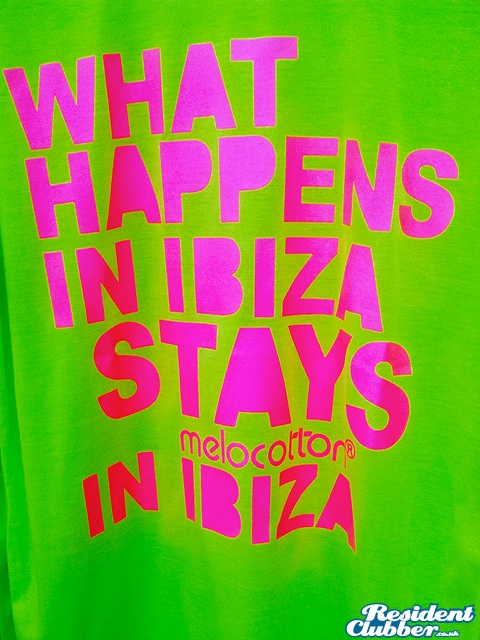 WHAT
HAPPENS
IN IBIZA
STAYS
melocotton®
IN IBIZA
Resident
Clubber.co.uk